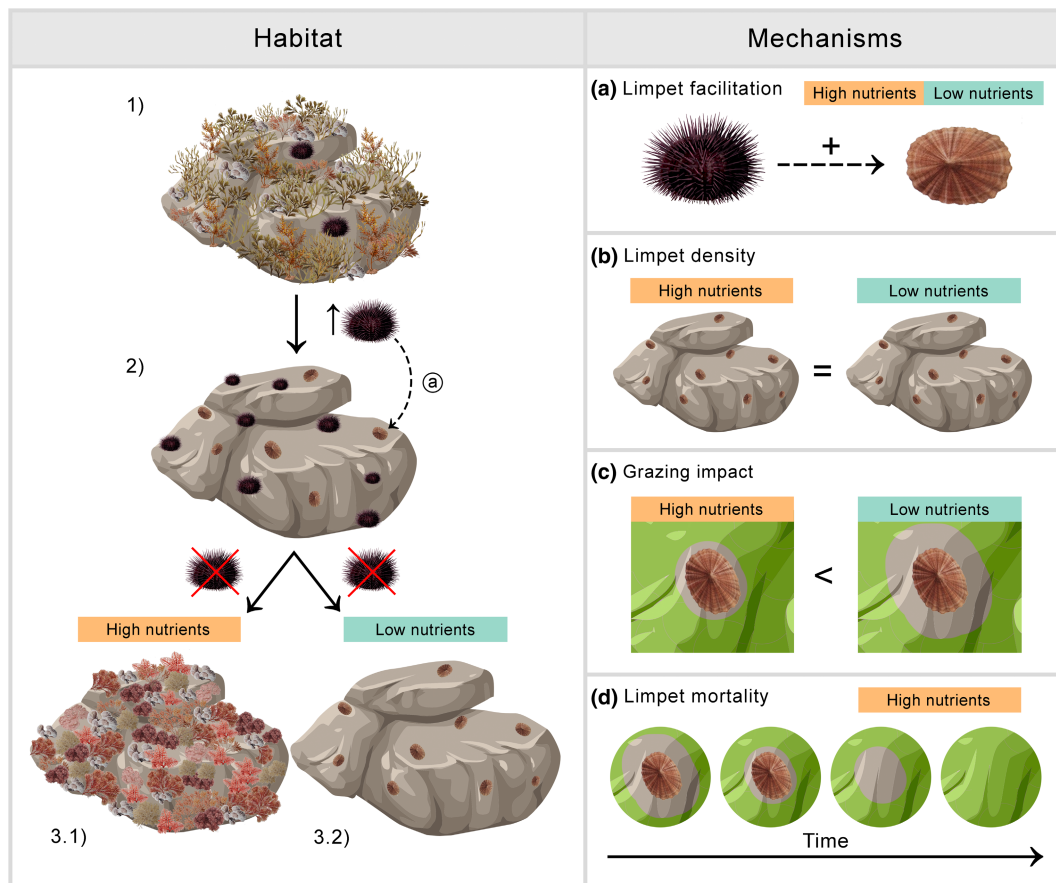 Habitat
1)
2)
a
High nutrients
Low nutrients
3.1)
3.2)
Mechanisms
(a) Limpet facilitation
High nutrients Low nutrients
+
(b) Limpet density
High nutrients
Low nutrients
=
(c) Grazing impact
High nutrients
Low nutrients
<
(d) Limpet mortality
High nutrients
Time